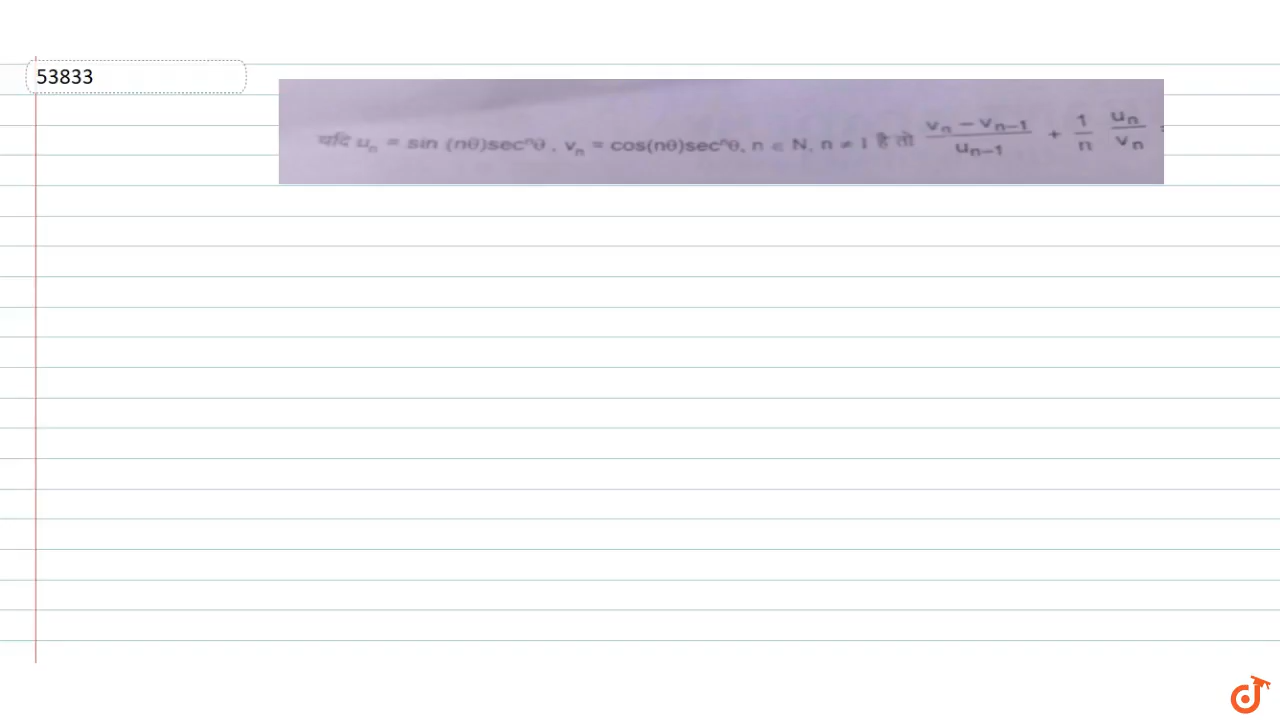 53833
यदि uₙ = sin (nθ)secⁿθ , vₙ = cos(nθ)secⁿθ, n ∈ N, n ≠ 1 है तो (vₙ − vₙ₋₁)/uₙ₋₁ + 1/n uₙ/vₙ =